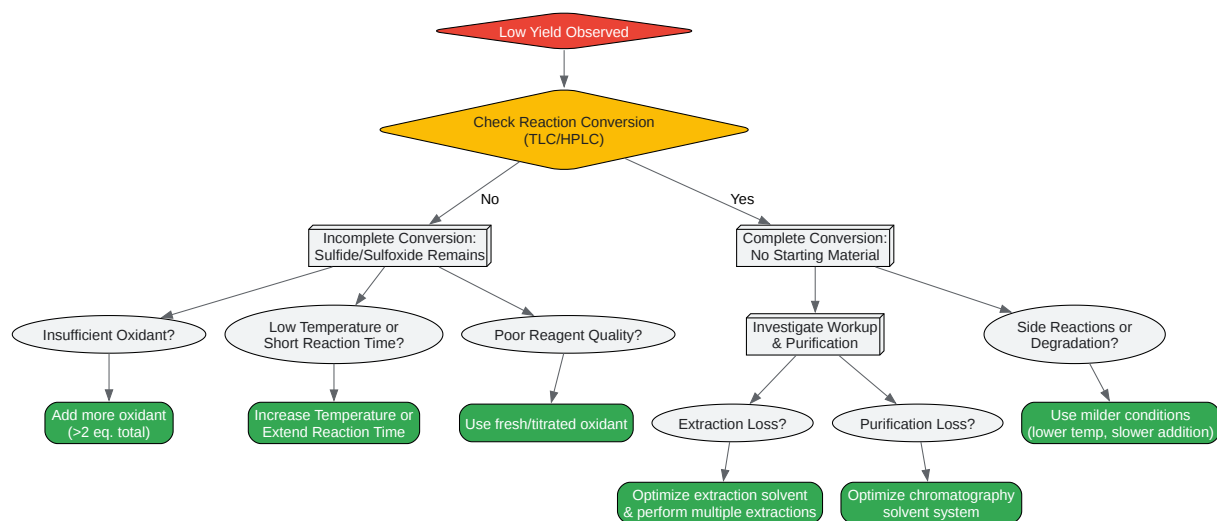 Low Yield Observed
Check Reaction Conversion
(TLC/HPLC)
No
Yes
Incomplete Conversion:
Sulfide/Sulfoxide Remains
Complete Conversion:
No Starting Material
Insufficient Oxidant?
Low Temperature or
Short Reaction Time?
Poor Reagent Quality?
Investigate Workup
& Purification
Side Reactions or
Degradation?
Add more oxidant
(>2 eq. total)
Increase Temperature or
Extend Reaction Time
Use fresh/titrated oxidant
Extraction Loss?
Purification Loss?
Use milder conditions
(lower temp, slower addition)
Optimize extraction solvent
& perform multiple extractions
Optimize chromatography
solvent system